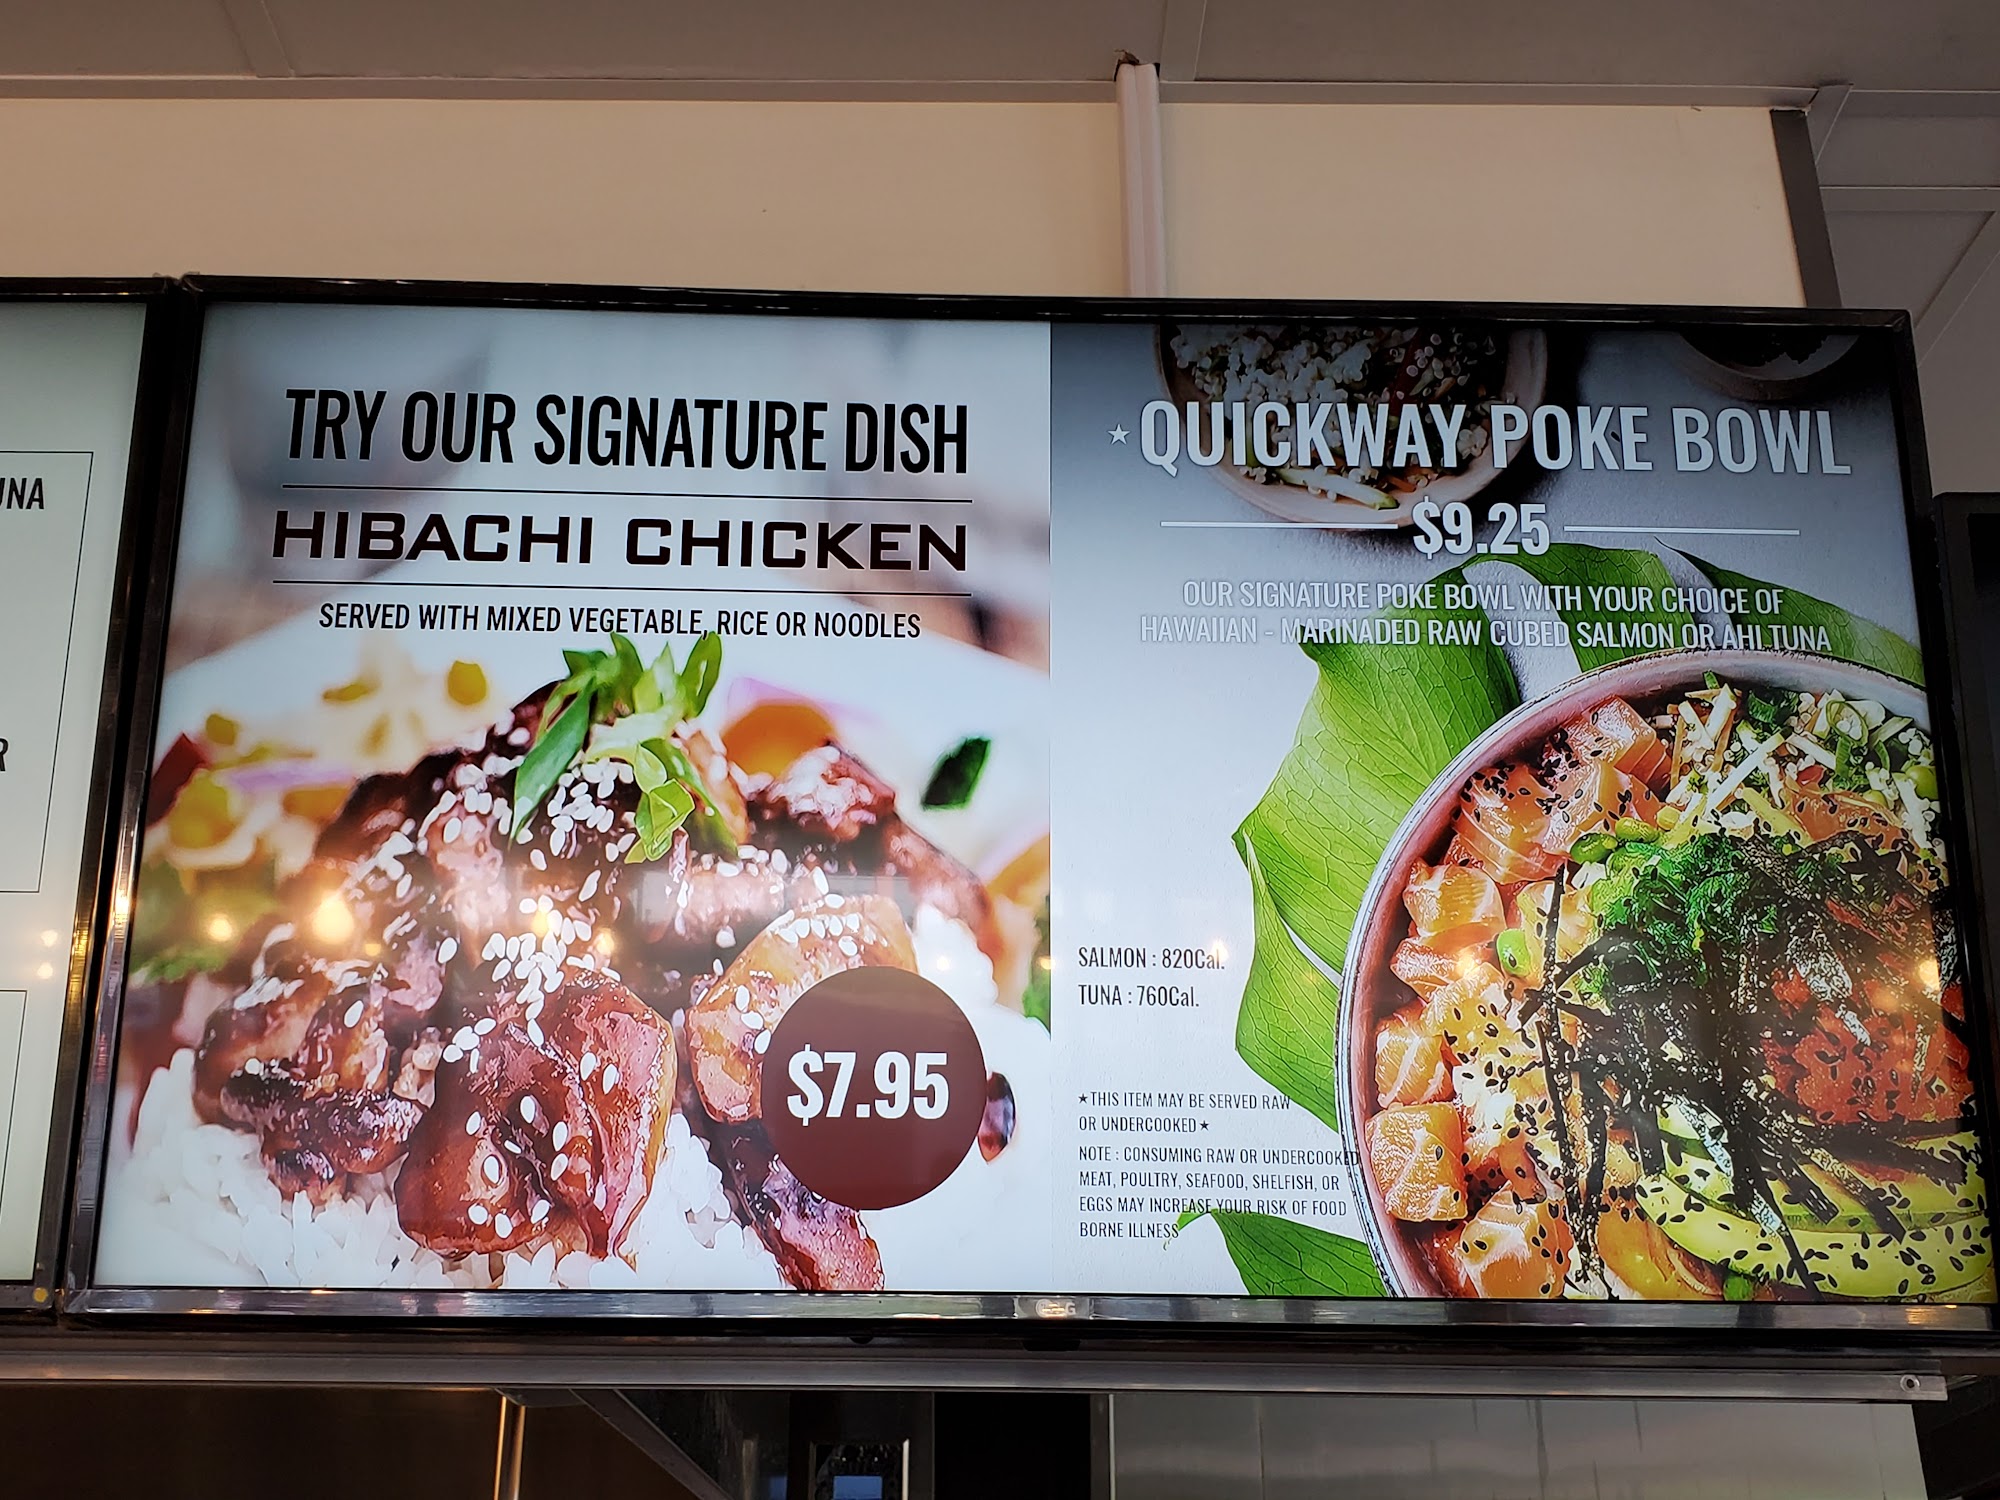 UNA
R
TRY OUR SIGNATURE DISH
HIBACHI CHICKEN
SERVED WITH MIXED VEGETABLE, RICE OR NOODLES
$7.95
★QUICKWAY POKE BOWL
$9.25
OUR SIGNATURE POKE BOWL WITH YOUR CHOICE OF
HAWAIIAN - MARINADED RAW CUBED SALMON OR AHI TUNA
SALMON : 820Cal.
TUNA : 760Cal.
★THIS ITEM MAY BE SERVED RAW
OR UNDERCOOKED★
NOTE : CONSUMING RAW OR UNDERCOOKED
MEAT, POULTRY, SEAFOOD, SHELFISH, OR
EGGS MAY INCREASE YOUR RISK OF FOOD
BORNE ILLNESS